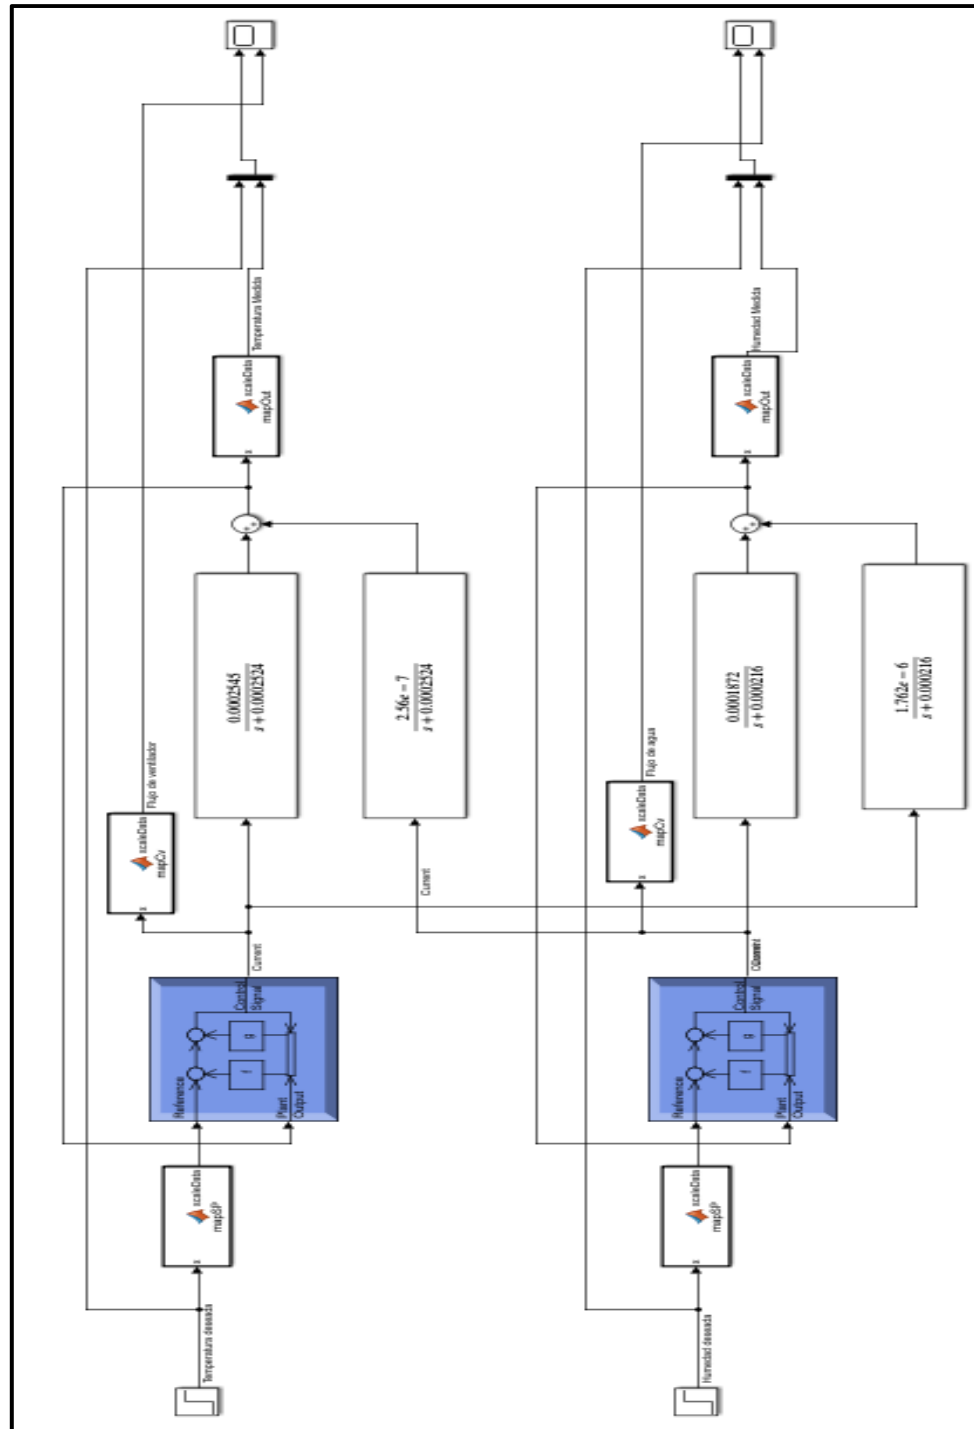 Flujo de ventilador
x
scaleData
mapCv
Temperatura deseada
x
scaleData
mapSP
Reference
Plant
Output
f
g
Control
Signal
Current
0.0002545
s + 0.0002524
x
scaleData
mapOut
Temperatura Medida
Current
2.56e − 7
s + 0.0002524
x
scaleData
mapCv
Flujo de agua
Humedad deseada
x
scaleData
mapSP
Reference
Plant
Output
f
g
Control
Signal
0.0001872
s + 0.000216
x
scaleData
mapOut
Humedad Medida
1.762e − 6
s + 0.000216